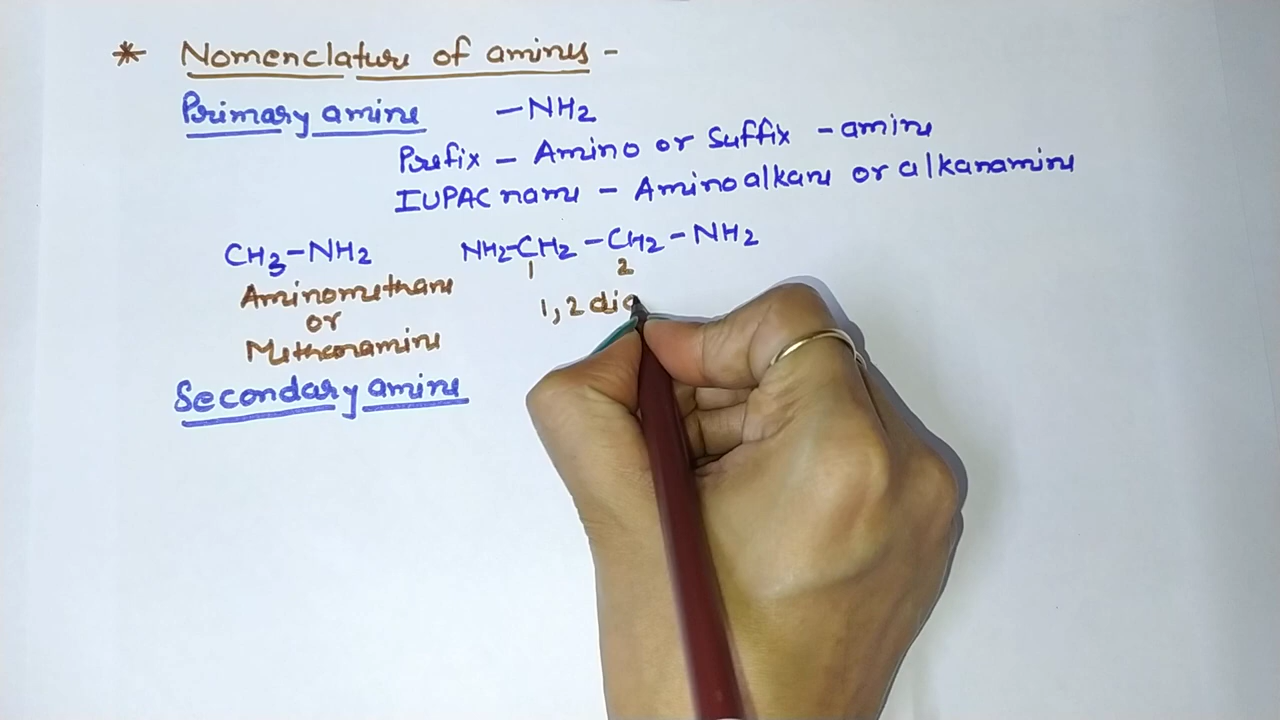 * Nomenclature of amines -
Primary amine -NH2
Prefix - Amino or Suffix - amine
IUPAC name - Aminoalkane or alkanamine
CH3-NH2 NH2-CH2-CH2-NH2
1 2
Aminomethane 1,2 dia
or
Methanamine
Secondary amine